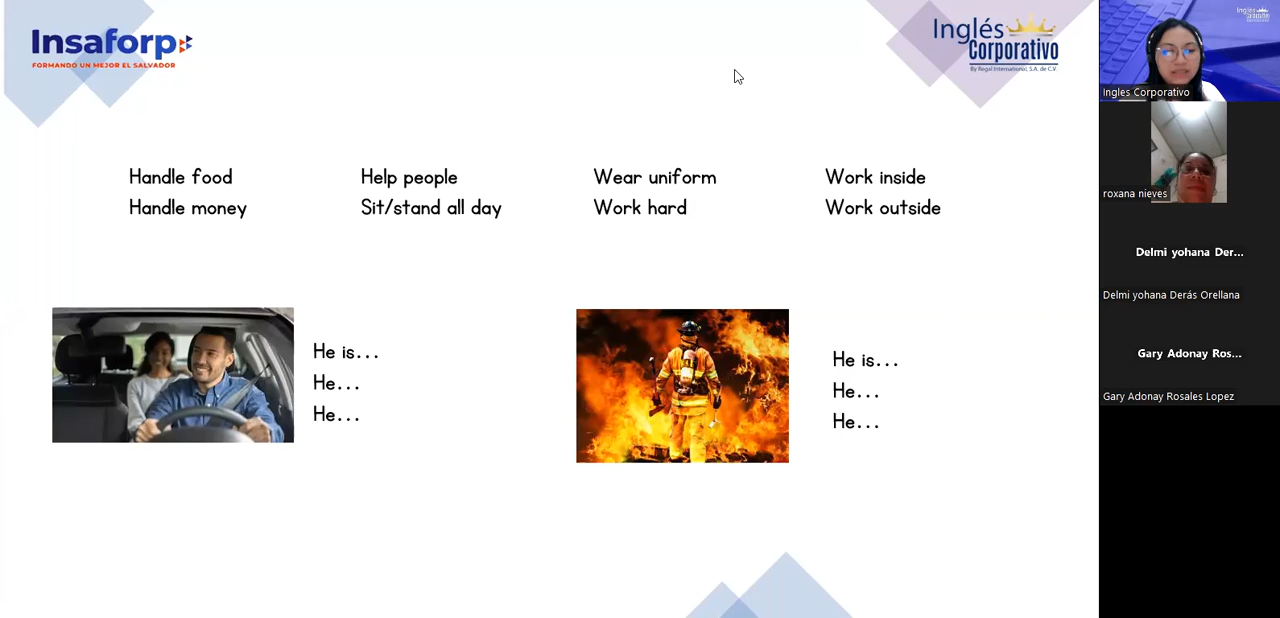 Insaforp
FORMANDO UN MEJOR EL SALVADOR
Inglés
Corporativo
By Regal International, S.A. de C.V.
Handle food
Handle money
Help people
Sit/stand all day
Wear uniform
Work hard
Work inside
Work outside
He is...
He...
He...
He is...
He...
He...
Inglés
Ingles Corporativo
roxana nieves
Delmi yohana Der...
Delmi yohana Derás Orellana
Gary Adonay Ros...
Gary Adonay Rosales Lopez